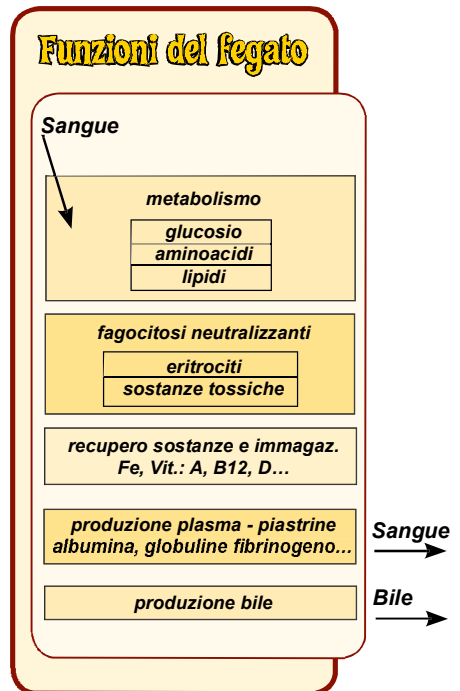 Funzioni del fegato
Sangue
metabolismo
glucosio
aminoacidi
lipidi
fagocitosi neutralizzanti
eritrociti
sostanze tossiche
recupero sostanze e immagaz.
Fe, Vit.: A, B12, D...
produzione plasma - piastrine
albumina, globuline fibrinogeno...
Sangue
produzione bile
Bile